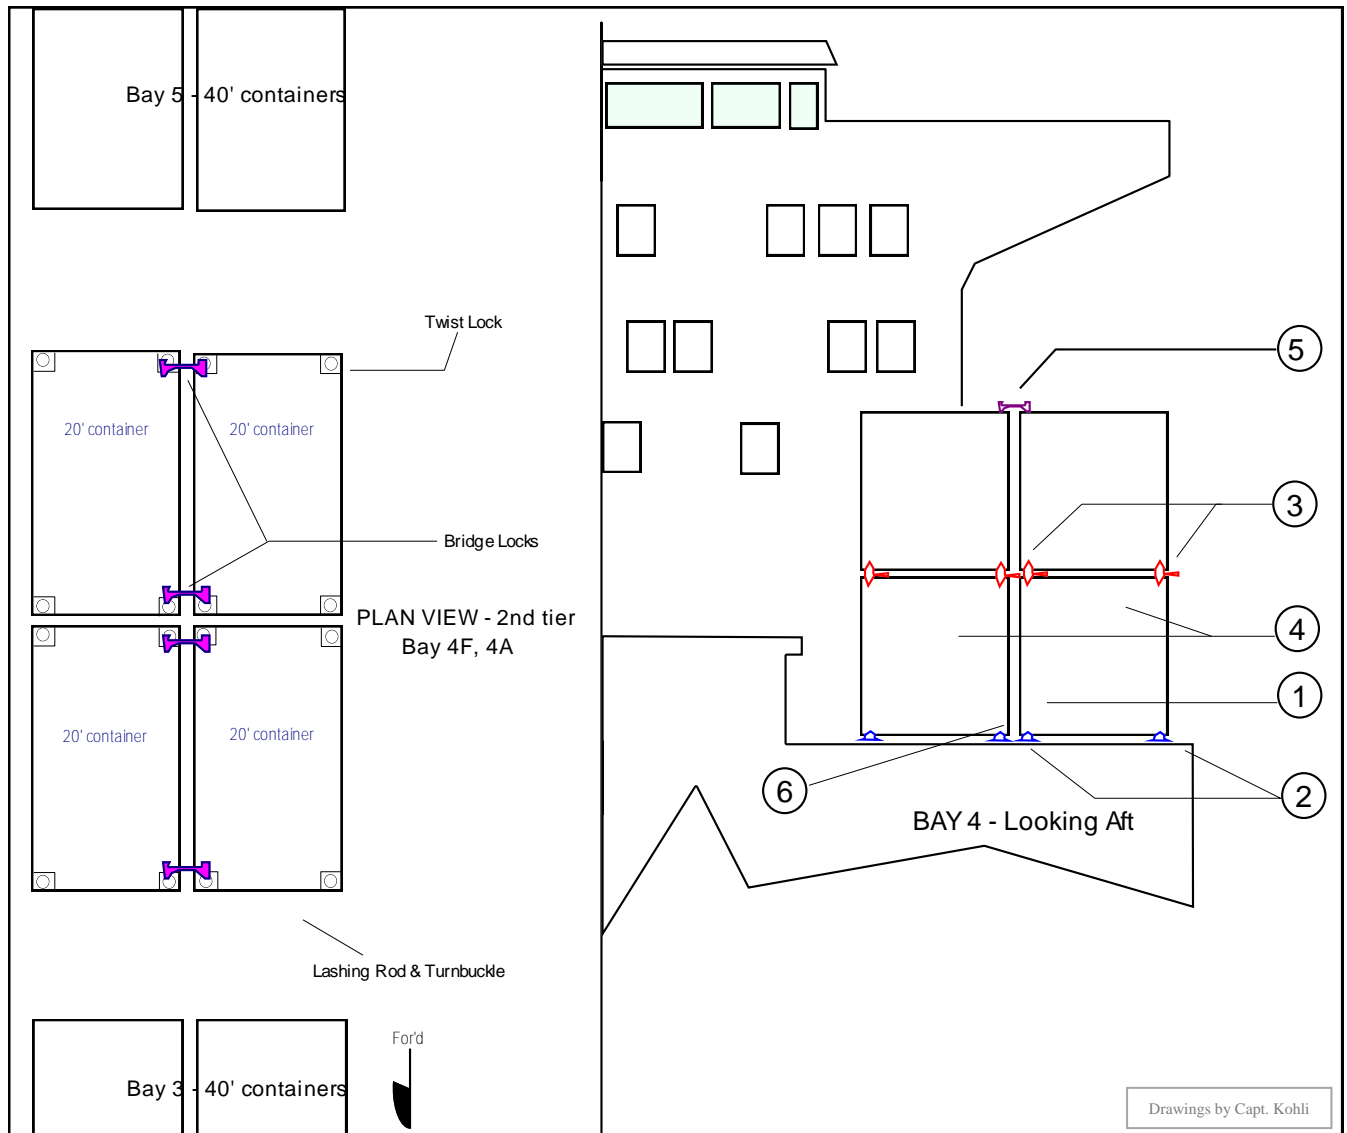 Bay 5 - 40' containers
Twist Lock
20' container
20' container
Bridge Locks
PLAN VIEW - 2nd tier
Bay 4F, 4A
20' container
20' container
Lashing Rod & Turnbuckle
For'd
Bay 3 - 40' containers
5
3
4
1
6
2
BAY 4 - Looking Aft
Drawings by Capt. Kohli